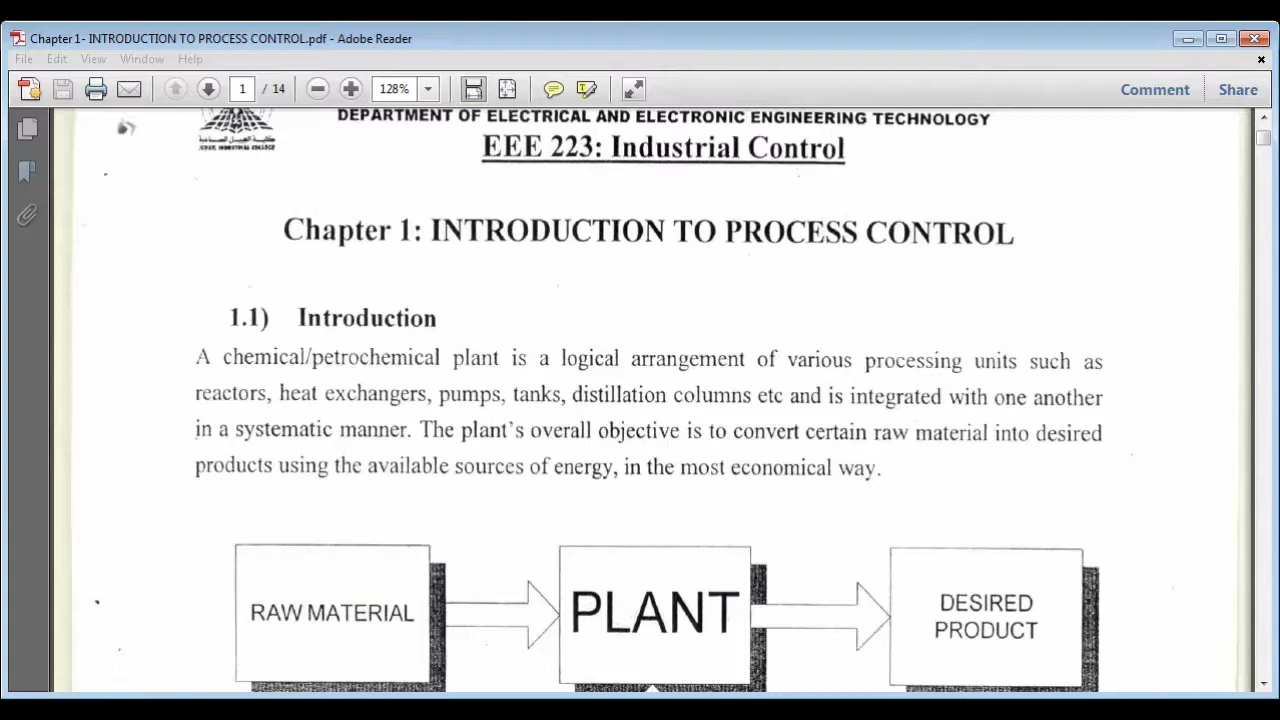 Chapter 1- INTRODUCTION TO PROCESS CONTROL.pdf - Adobe Reader
File Edit View Window Help
1 / 14 128% Comment Share
DEPARTMENT OF ELECTRICAL AND ELECTRONIC ENGINEERING TECHNOLOGY
EEE 223: Industrial Control
Chapter 1: INTRODUCTION TO PROCESS CONTROL
1.1) Introduction
A chemical/petrochemical plant is a logical arrangement of various processing units such as
reactors, heat exchangers, pumps, tanks, distillation columns etc and is integrated with one another
in a systematic manner. The plant's overall objective is to convert certain raw material into desired
products using the available sources of energy, in the most economical way.
RAW MATERIAL
PLANT
DESIRED
PRODUCT